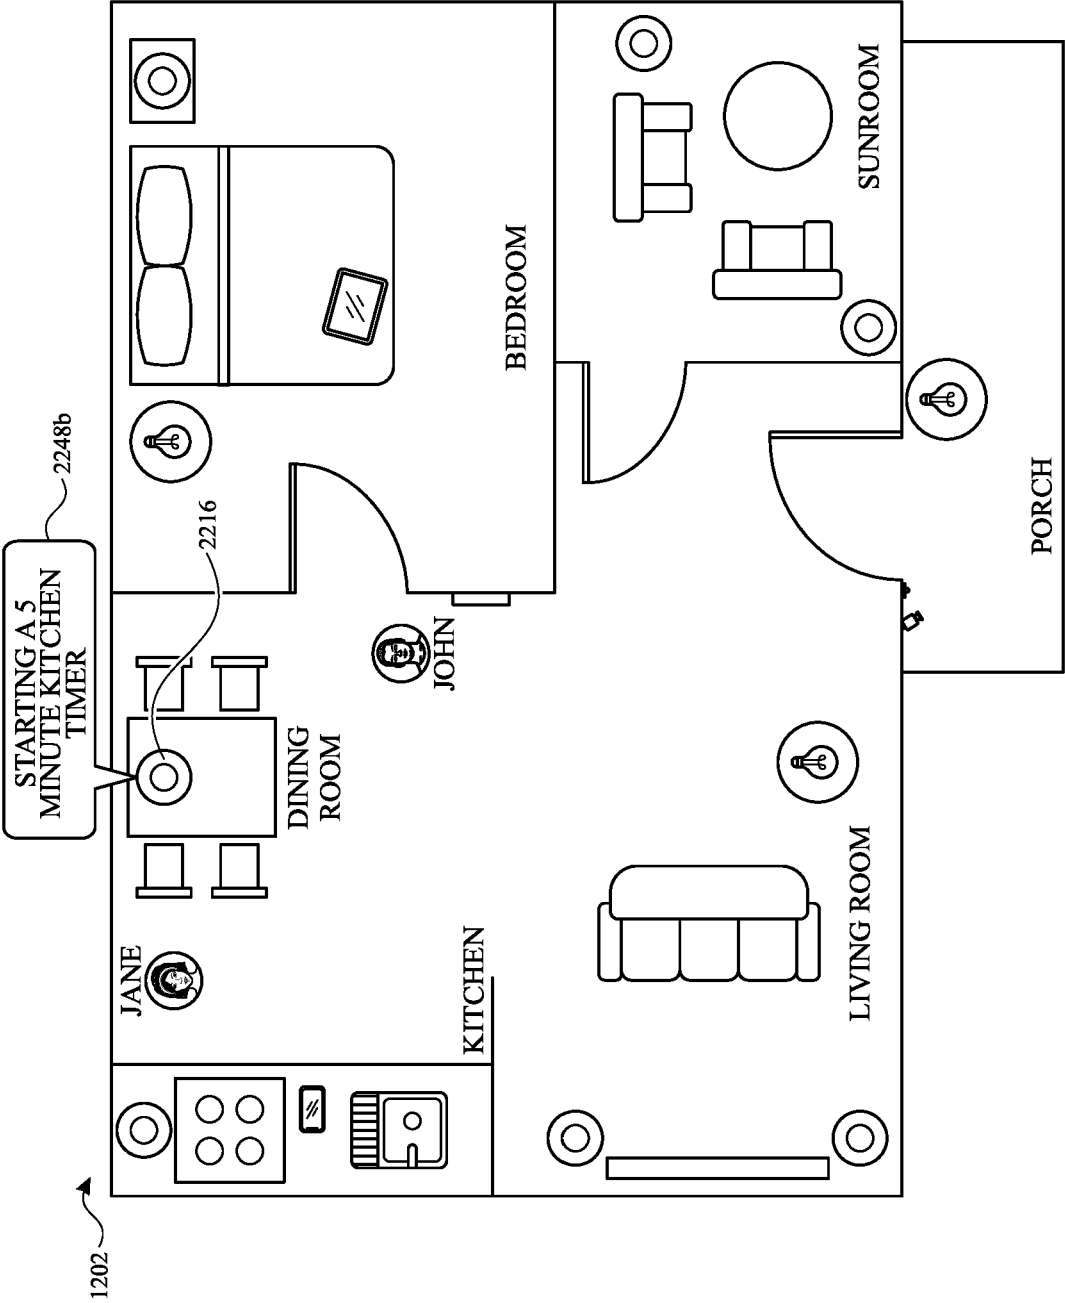 1202
STARTING A 5
MINUTE KITCHEN
TIMER
2248b
2216
JANE
DINING
ROOM
JOHN
KITCHEN
BEDROOM
LIVING ROOM
SUNROOM
PORCH